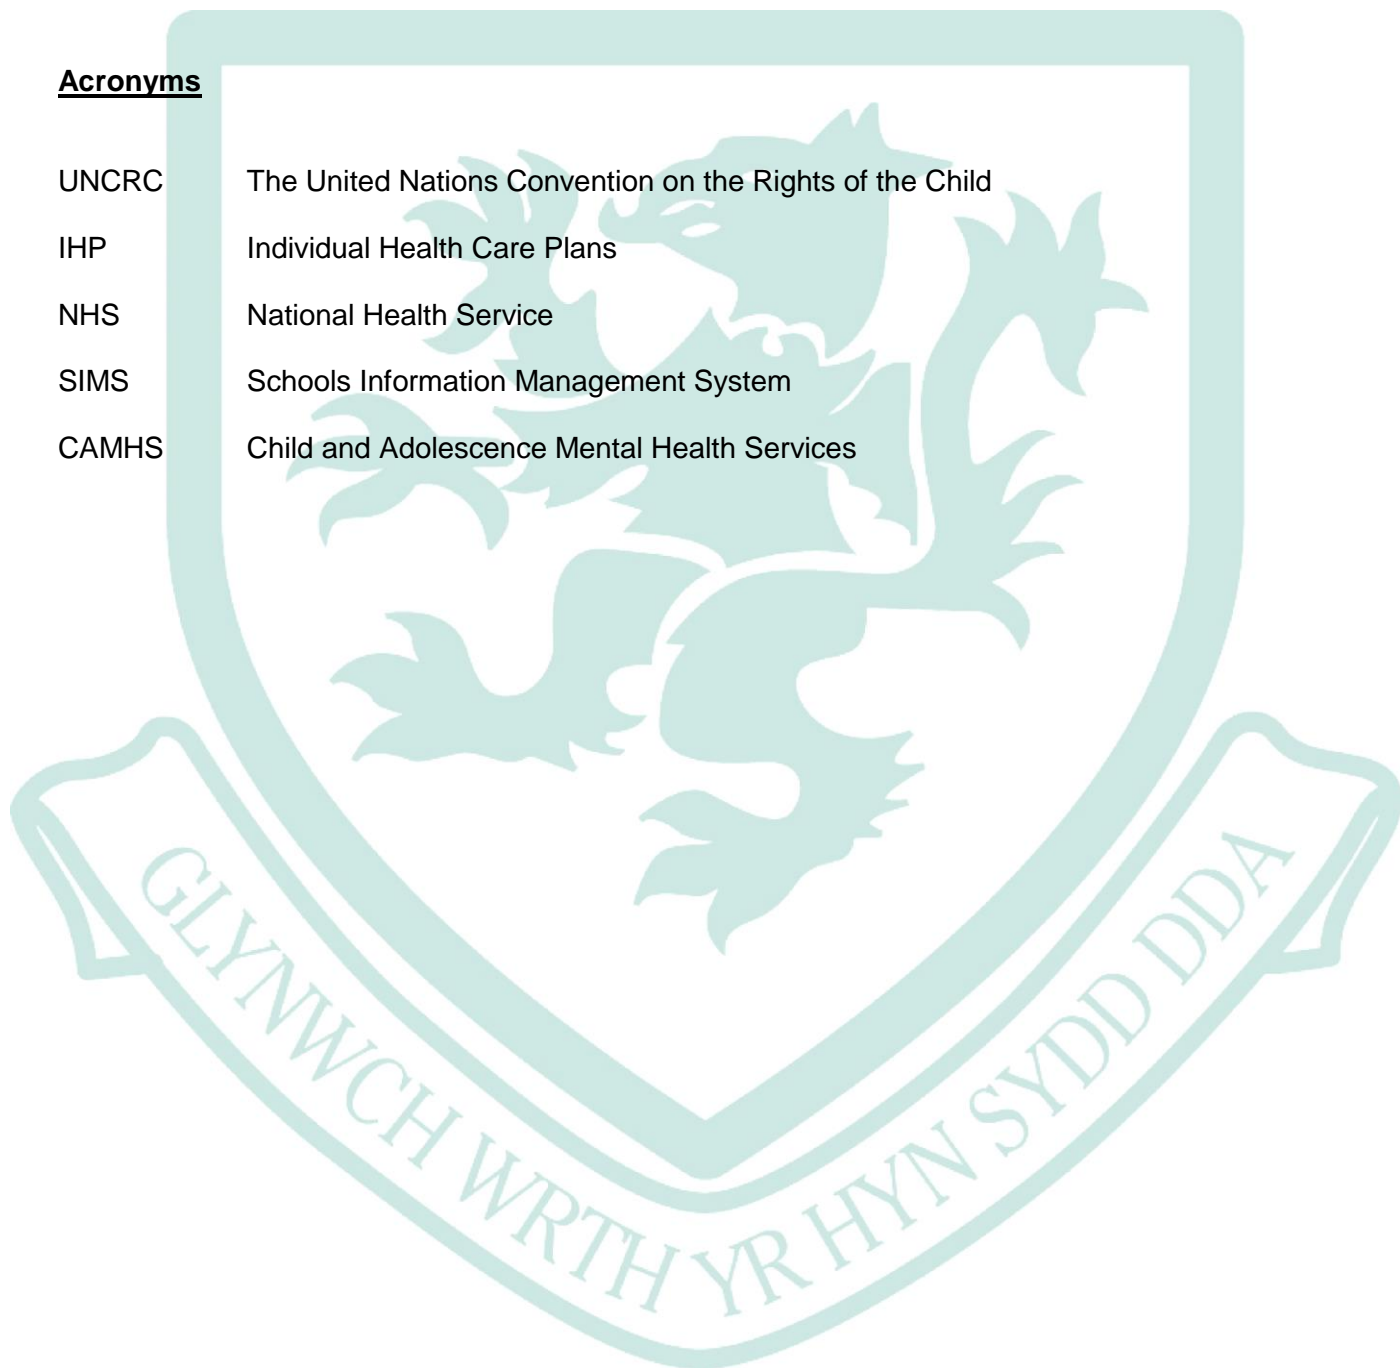 Acronyms
UNCRC The United Nations Convention on the Rights of the Child
IHP Individual Health Care Plans
NHS National Health Service
SIMS Schools Information Management System
CAMHS Child and Adolescence Mental Health Services
GLYNWCH WRTH YR HYN SYDD DDA